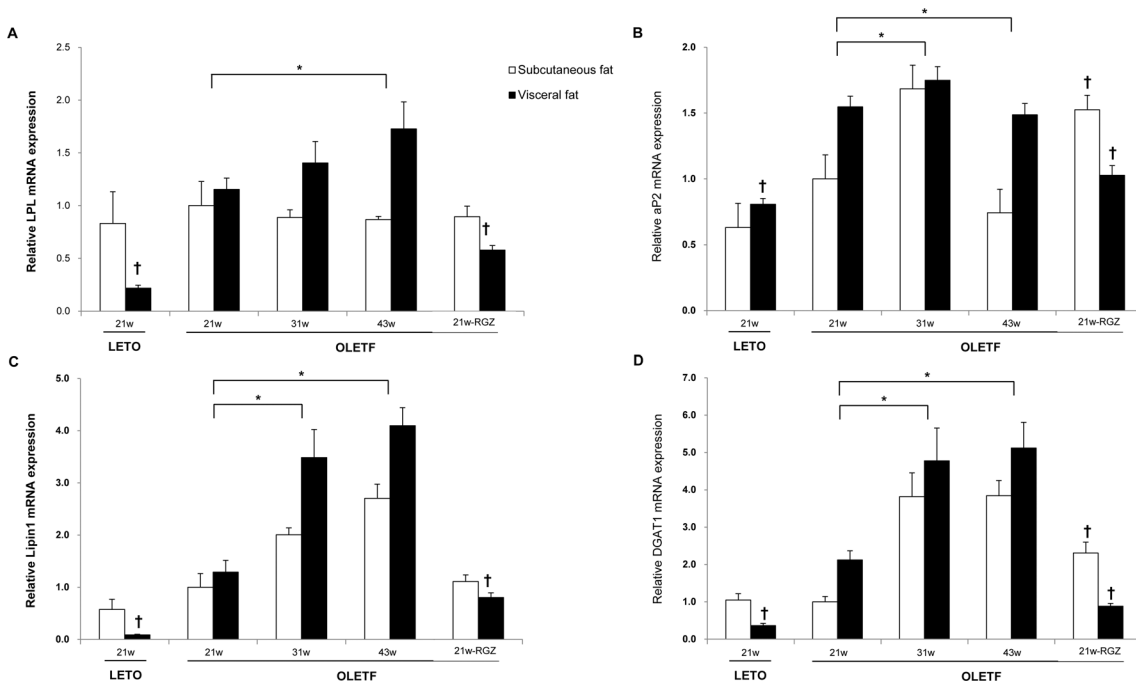 A
Relative LPL mRNA expression
2.5
2.0
1.5
1.0
0.5
0.0
*
†
†
Subcutaneous fat
Visceral fat
21w
21w
31w
43w
21w-RGZ
LETO
OLETF
B
Relative aP2 mRNA expression
2.0
1.5
1.0
0.5
0.0
*
*
†
†
†
21w
21w
31w
43w
21w-RGZ
LETO
OLETF
C
Relative Lipin1 mRNA expression
5.0
4.0
3.0
2.0
1.0
0.0
*
*
†
†
21w
21w
31w
43w
21w-RGZ
LETO
OLETF
D
Relative DGAT1 mRNA expression
7.0
6.0
5.0
4.0
3.0
2.0
1.0
0.0
*
*
†
†
†
21w
21w
31w
43w
21w-RGZ
LETO
OLETF